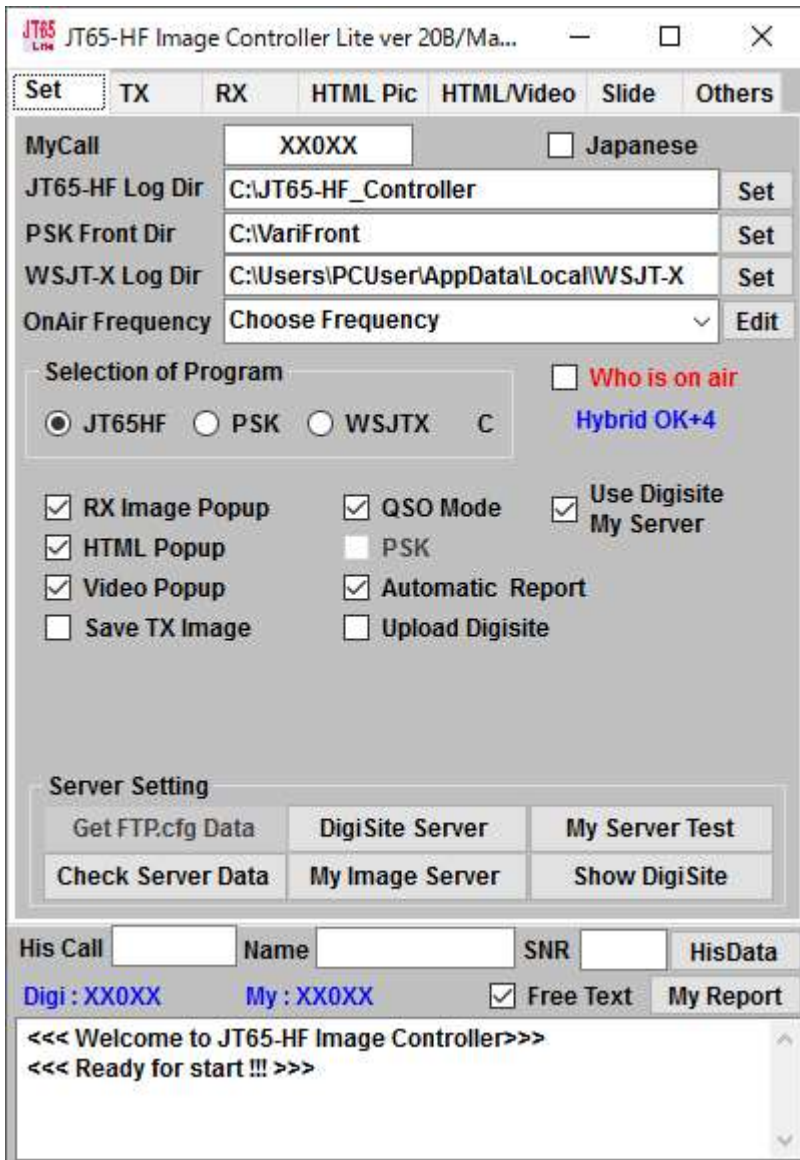 JT65 Lite JT65-HF Image Controller Lite ver 20B/Ma...
Set TX RX HTML Pic HTML/Video Slide Others
MyCall XX0XX Japanese
JT65-HF Log Dir C:\JT65-HF_Controller Set
PSK Front Dir C:\VariFront Set
WSJT-X Log Dir C:\Users\PCUser\AppData\Local\WSJT-X Set
OnAir Frequency Choose Frequency Edit
Selection of Program
Who is on air
JT65HF PSK WSJTX C
Hybrid OK+4
RX Image Popup QSO Mode Use Digisite
My Server
HTML Popup PSK
Video Popup Automatic Report
Save TX Image Upload Digisite
Server Setting
Get FTP.cfg Data DigiSite Server My Server Test
Check Server Data My Image Server Show DigiSite
His Call Name SNR HisData
Digi : XX0XX My : XX0XX Free Text My Report
<<< Welcome to JT65-HF Image Controller>>>
<<< Ready for start !!! >>>